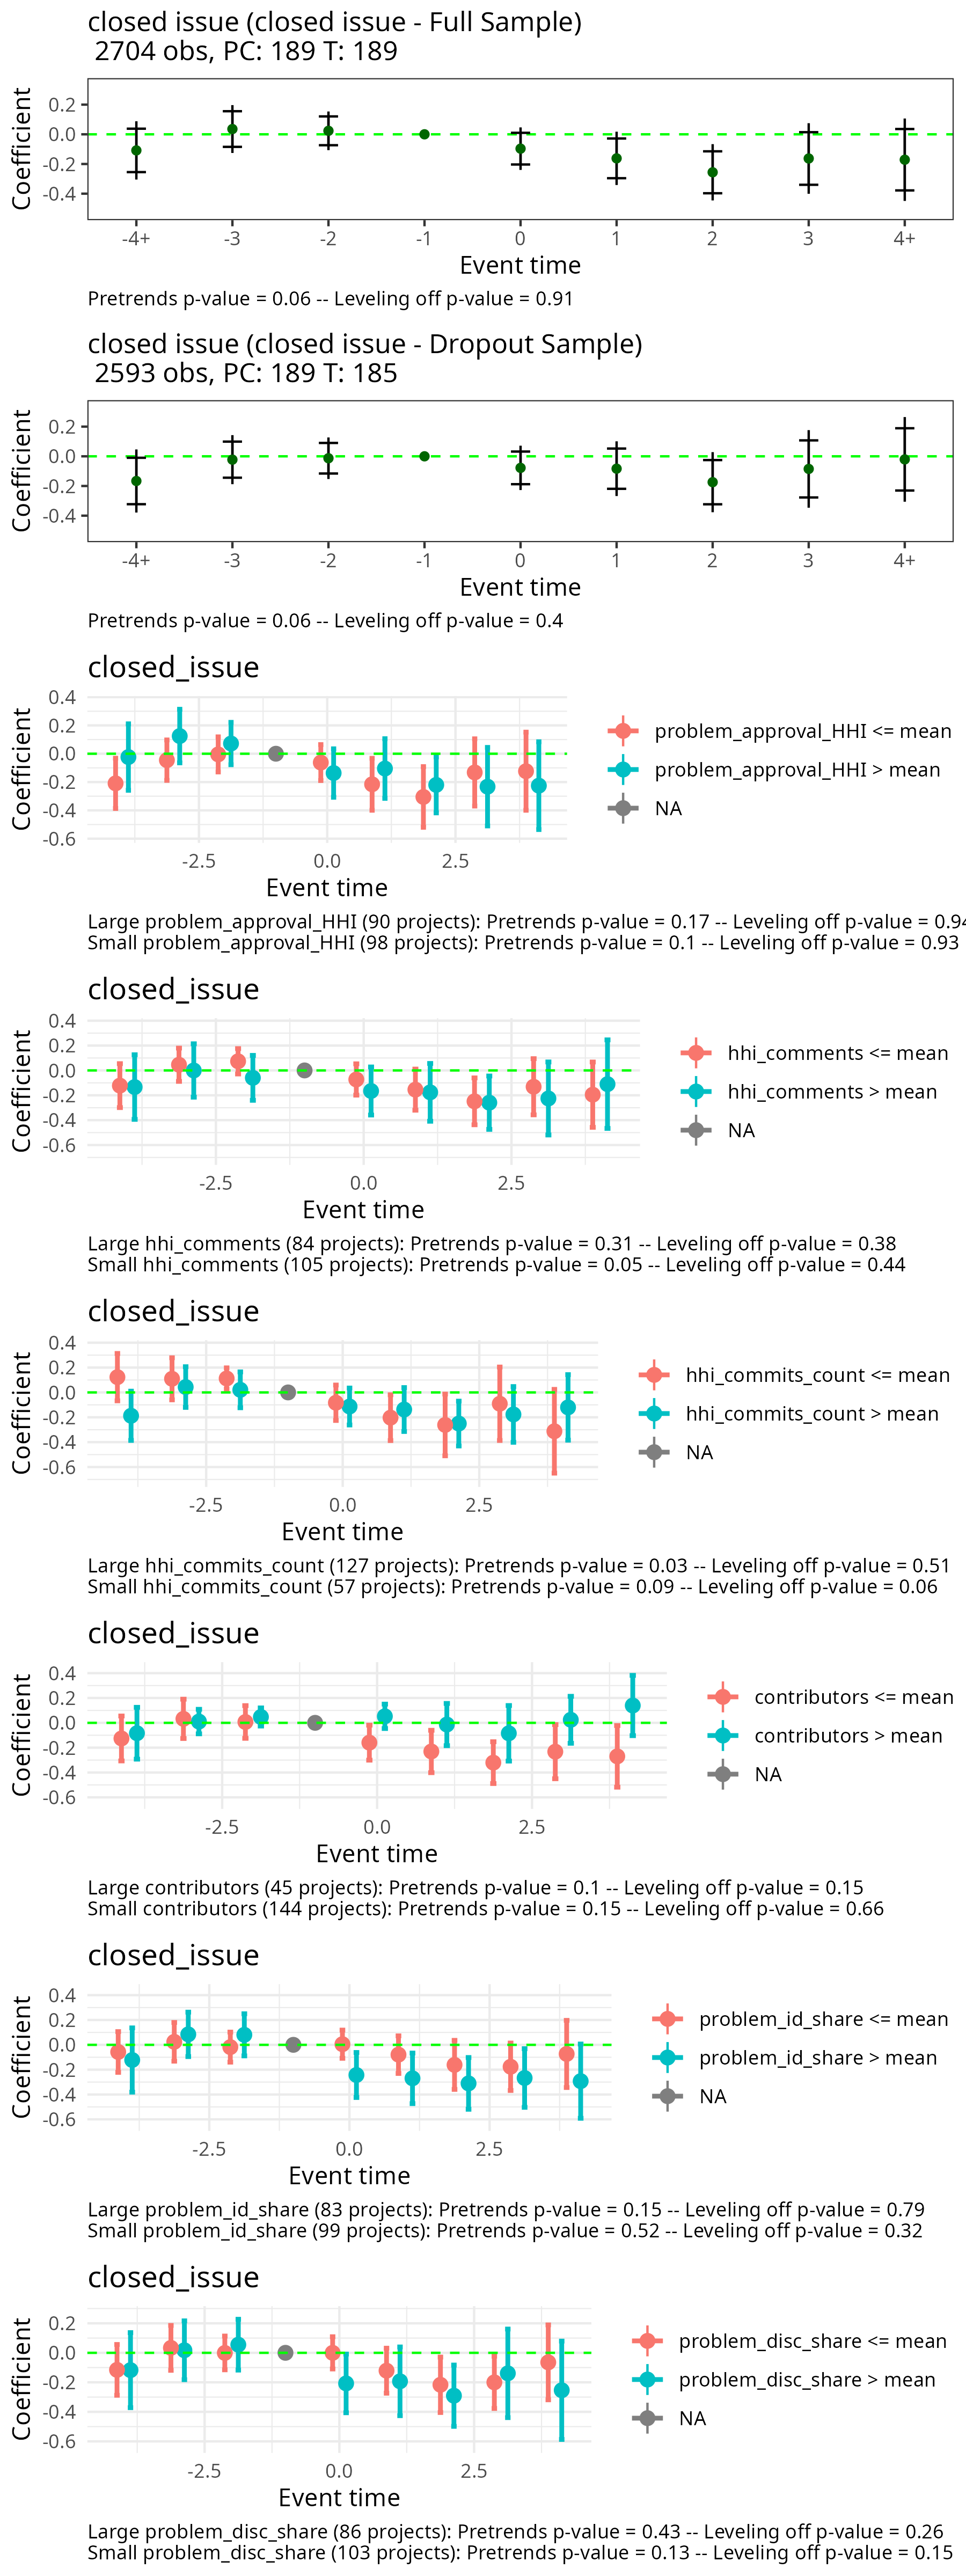 closed issue (closed issue - Full Sample)
2704 obs, PC: 189 T: 189
Coefficient
0.2
0.0
-0.2
-0.4
-4+ -3 -2 -1 0 1 2 3 4+
Event time
Pretrends p-value = 0.06 -- Leveling off p-value = 0.91
closed issue (closed issue - Dropout Sample)
2593 obs, PC: 189 T: 185
Coefficient
0.2
0.0
-0.2
-0.4
-4+ -3 -2 -1 0 1 2 3 4+
Event time
Pretrends p-value = 0.06 -- Leveling off p-value = 0.4
closed_issue
Coefficient
0.4
0.2
0.0
-0.2
-0.4
-0.6
-2.5 0.0 2.5
Event time
problem_approval_HHI <= mean
problem_approval_HHI > mean
NA
Large problem_approval_HHI (90 projects): Pretrends p-value = 0.17 -- Leveling off p-value = 0.94
Small problem_approval_HHI (98 projects): Pretrends p-value = 0.1 -- Leveling off p-value = 0.93
closed_issue
Coefficient
0.4
0.2
0.0
-0.2
-0.4
-0.6
-2.5 0.0 2.5
Event time
hhi_comments <= mean
hhi_comments > mean
NA
Large hhi_comments (84 projects): Pretrends p-value = 0.31 -- Leveling off p-value = 0.38
Small hhi_comments (105 projects): Pretrends p-value = 0.05 -- Leveling off p-value = 0.44
closed_issue
Coefficient
0.4
0.2
0.0
-0.2
-0.4
-0.6
-2.5 0.0 2.5
Event time
hhi_commits_count <= mean
hhi_commits_count > mean
NA
Large hhi_commits_count (127 projects): Pretrends p-value = 0.03 -- Leveling off p-value = 0.51
Small hhi_commits_count (57 projects): Pretrends p-value = 0.09 -- Leveling off p-value = 0.06
closed_issue
Coefficient
0.4
0.2
0.0
-0.2
-0.4
-0.6
-2.5 0.0 2.5
Event time
contributors <= mean
contributors > mean
NA
Large contributors (45 projects): Pretrends p-value = 0.1 -- Leveling off p-value = 0.15
Small contributors (144 projects): Pretrends p-value = 0.15 -- Leveling off p-value = 0.66
closed_issue
Coefficient
0.4
0.2
0.0
-0.2
-0.4
-0.6
-2.5 0.0 2.5
Event time
problem_id_share <= mean
problem_id_share > mean
NA
Large problem_id_share (83 projects): Pretrends p-value = 0.15 -- Leveling off p-value = 0.79
Small problem_id_share (99 projects): Pretrends p-value = 0.52 -- Leveling off p-value = 0.32
closed_issue
Coefficient
0.2
0.0
-0.2
-0.4
-0.6
-2.5 0.0 2.5
Event time
problem_disc_share <= mean
problem_disc_share > mean
NA
Large problem_disc_share (86 projects): Pretrends p-value = 0.43 -- Leveling off p-value = 0.26
Small problem_disc_share (103 projects): Pretrends p-value = 0.13 -- Leveling off p-value = 0.15